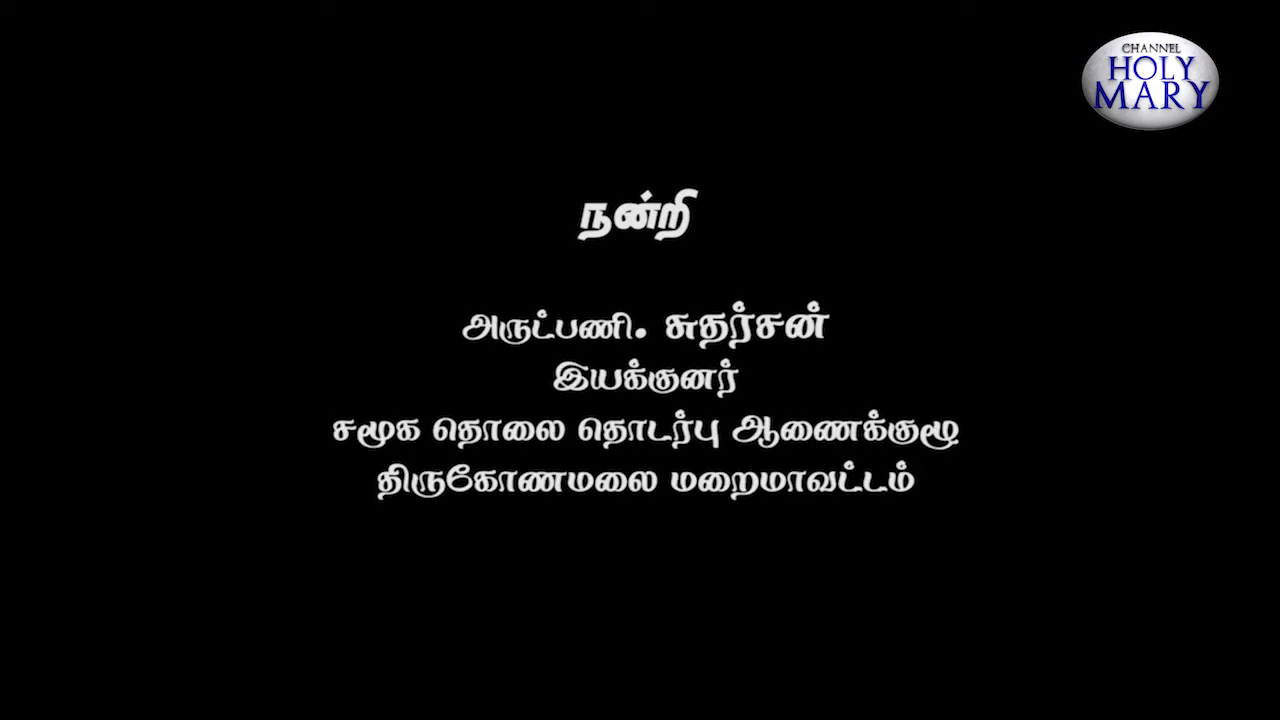 CHANNEL
HOLY
MARY
நன்றி
அருட்பணி. சுதர்சன்
இயக்குனர்
சமூக தொலை தொடர்பு ஆணைக்குழு
திருகோணமலை மறைமாவட்டம்